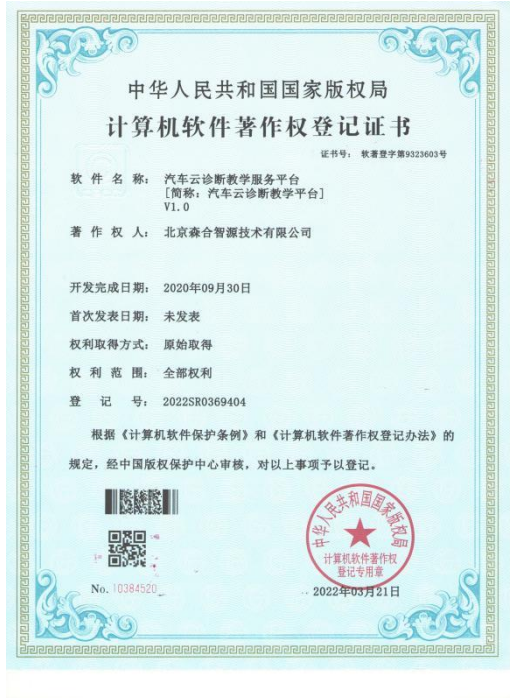 中华人民共和国国家版权局
计算机软件著作权登记证书
证书号： 软著登字第9323603号
软件名称： 汽车云诊断教学服务平台
[简称：汽车云诊断教学平台]
V1.0
著作权人： 北京森合智源技术有限公司
开发完成日期： 2020年09月30日
首次发表日期： 未发表
权利取得方式： 原始取得
权利范围： 全部权利
登记号： 2022SR0369404
根据《计算机软件保护条例》和《计算机软件著作权登记办法》的
规定，经中国版权保护中心审核，对以上事项予以登记。
中华人民共和国国家版权局
计算机软件著作权
登记专用章
No. 10384520
2022年03月21日